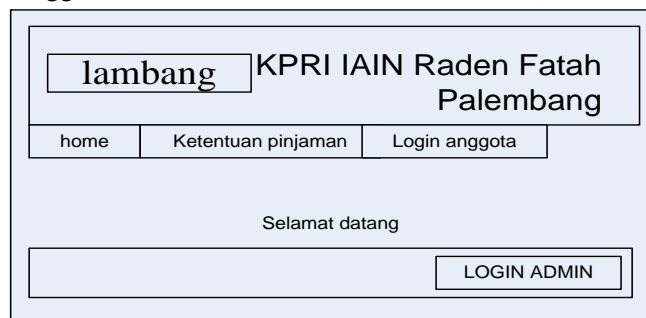 lambang KPRI IAIN Raden Fatah
Palembang
home Ketentuan pinjaman Login anggota
Selamat datang
LOGIN ADMIN